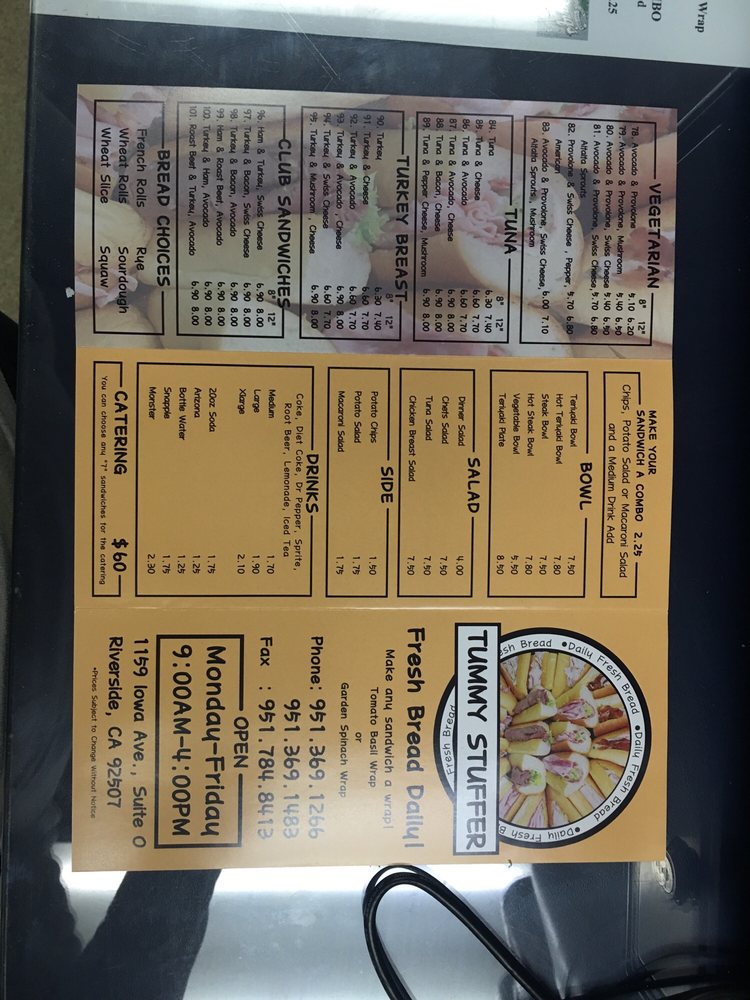 Wrap
VEGETARIAN
8" 12"
78. Avocado & Provolone 5.10 6.20
79. Avocado & Provolone, Mushroom 5.40 6.50
80. Avocado & Provolone, Swiss Cheese 5.40 6.50
81. Avocado & Provolone, Swiss Cheese, 5.70 6.80
Alfalfa Sprouts
82. Provolone & Swiss Cheese, Pepper, 5.70 6.80
American
83. Avocado & Provolone, Swiss Cheese, 6.00 7.10
Alfalfa Sprouts, Mushroom
TUNA
8" 12"
84. Tuna 6.30 7.40
85. Tuna & Cheese 6.60 7.70
86. Tuna & Avocado 6.60 7.70
87. Tuna & Avocado, Cheese 6.90 8.00
88. Tuna & Bacon, Cheese 6.90 8.00
89. Tuna & Pepper Cheese, Mushroom 6.90 8.00
TURKEY BREAST
8" 12"
90. Turkey 6.30 7.40
91. Turkey & Cheese 6.60 7.70
92. Turkey & Avocado 6.60 7.70
93. Turkey & Avocado, Cheese 6.90 8.00
94. Turkey & Swiss Cheese 6.60 7.70
95. Turkey & Mushroom, Cheese 6.90 8.00
CLUB SANDWICHES
8" 12"
96. Ham & Turkey, Swiss Cheese 6.90 8.00
97. Turkey & Bacon, Swiss Cheese 6.90 8.00
98. Turkey & Bacon, Avocado 6.90 8.00
99. Ham & Roast Beef, Avocado 6.90 8.00
100. Turkey & Ham, Avocado 6.90 8.00
101. Roast Beef & Turkey, Avocado 6.90 8.00
BREAD CHOICES
French Rolls Rye
Wheat Rolls Sourdough
Wheat Slice Squaw
MAKE YOUR
SANDWICH A COMBO 2.25
Chips, Potato Salad or Macaroni Salad
and a Medium Drink Add
BOWL
Teriyaki Bowl 7.50
Hot Teriyaki Bowl 7.80
Steak Bowl 7.50
Hot Steak Bowl 7.80
Vegetable Bowl 5.50
Teriyaki Plate 8.50
SALAD
Dinner Salad 4.00
Chefs Salad 7.50
Tuna Salad 7.50
Chicken Breast Salad 7.50
SIDE
Potato Chips 1.50
Potato Salad 1.75
Macaroni Salad 1.75
DRINKS
Coke, Diet Coke, Dr Pepper, Sprite,
Root Beer, Lemonade, Iced Tea
Medium 1.70
Large 1.90
Xlarge 2.10
20oz Soda 1.75
Arizona 1.25
Bottle Water 1.25
Snapple 1.75
Monster 2.30
CATERING $60
You can choose any "7" sandwiches for the catering
Daily Fresh Bread • Daily Fresh Bread • Daily Fresh B
Fresh Bread
sh Bread
TUMMY STUFFER
Fresh Bread Daily!
Make any sandwich a wrap!
Tomato Basil Wrap
or
Garden Spinach Wrap
Phone: 951.369.1266
951.369.1483
Fax : 951.784.8413
OPEN
Monday-Friday
9:00AM-4:00PM
1159 Iowa Ave., Suite O
Riverside, CA 92507
*Prices Subject to Change Without Notice